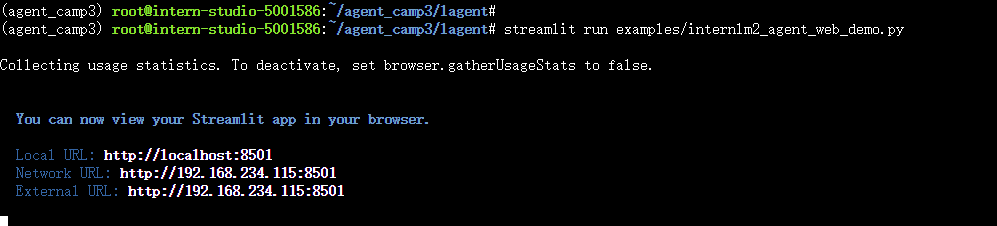 (agent_camp3) root@intern-studio-5001586:~/agent_camp3/lagent#
(agent_camp3) root@intern-studio-5001586:~/agent_camp3/lagent# streamlit run examples/internlm2_agent_web_demo.py
Collecting usage statistics. To deactivate, set browser.gatherUsageStats to false.
You can now view your Streamlit app in your browser.
Local URL: http://localhost:8501
Network URL: http://192.168.234.115:8501
External URL: http://192.168.234.115:8501